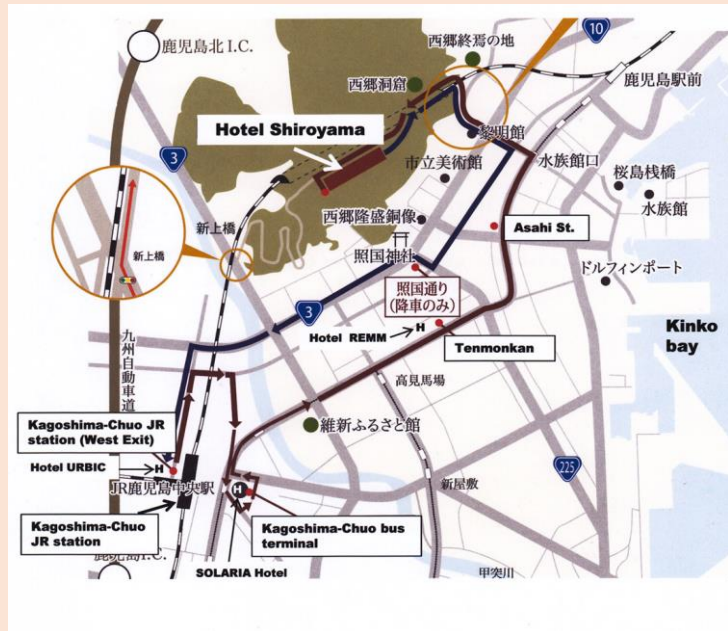 鹿児島北 I.C.
10
西郷終焉の地
西郷洞窟
鹿児島駅前
Hotel Shiroyama
黎明館
3
市立美術館
水族館口
桜島桟橋
水族館
新上橋
新上橋
西郷隆盛銅像
Asahi St.
照国神社
ドルフィンポート
照国通り
(降車のみ)
3
Hotel REMM
H
Kinko
bay
Tenmonkan
九州自動車道
高見馬場
Kagoshima-Chuo JR
station (West Exit)
維新ふるさと館
Hotel URBIC
H
225
JR鹿児島中央駅
H
新屋敷
Kagoshima-Chuo
JR station
Kagoshima-Chuo bus
terminal
鹿児島I.C.
SOLARIA Hotel
甲突川